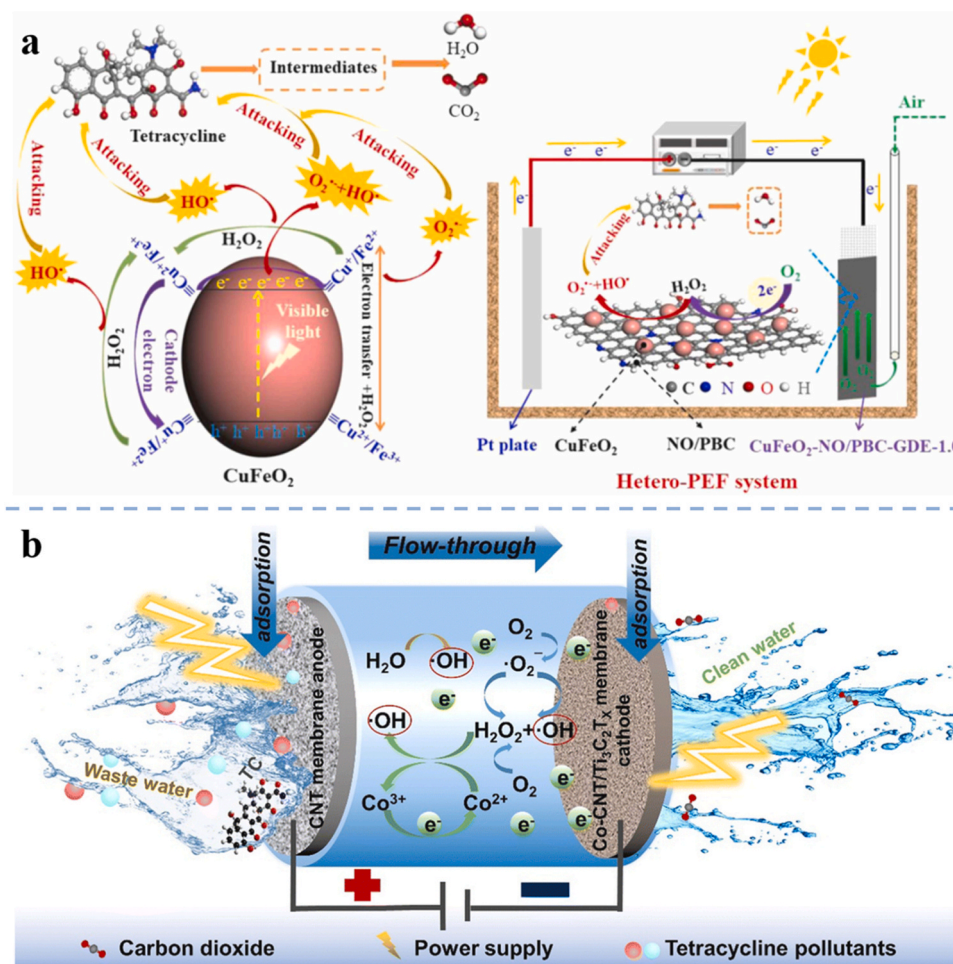 a
Tetracycline
Intermediates
H₂O
CO₂
Attacking
Attacking
Attacking
Attacking
HO•
HO•
O₂•⁻+HO•
O₂•⁻
H₂O₂
≡Cu²⁺/Fe³⁺
≡Cu⁺/Fe²⁺
e⁻ e⁻ e⁻ e⁻ e⁻
Visible
light
H₂O₂
Cathode
electron
Electron transfer +H₂O₂
h⁺ h⁺ h⁺ h⁺ h⁺
≡Cu⁺/Fe²⁺
≡Cu²⁺/Fe³⁺
CuFeO₂
Air
e⁻ e⁻
e⁻ e⁻
e⁻
e⁻
Attacking
O₂•⁻+HO•
H₂O₂
2e⁻
O₂
C N O H
O₂ O₂
Pt plate
CuFeO₂
NO/PBC
CuFeO₂-NO/PBC-GDE-1.0
Hetero-PEF system
b
adsorption
Flow-through
adsorption
CNT membrane anode
Co-CNT/Ti₃C₂Tₓ membrane
cathode
Waste water
TC
Clean water
H₂O
·OH
e⁻
O₂
·O₂⁻
e⁻
e⁻
·OH
H₂O₂+·OH
O₂
e⁻
Co³⁺
Co²⁺
e⁻
e⁻
e⁻
Carbon dioxide
Power supply
Tetracycline pollutants